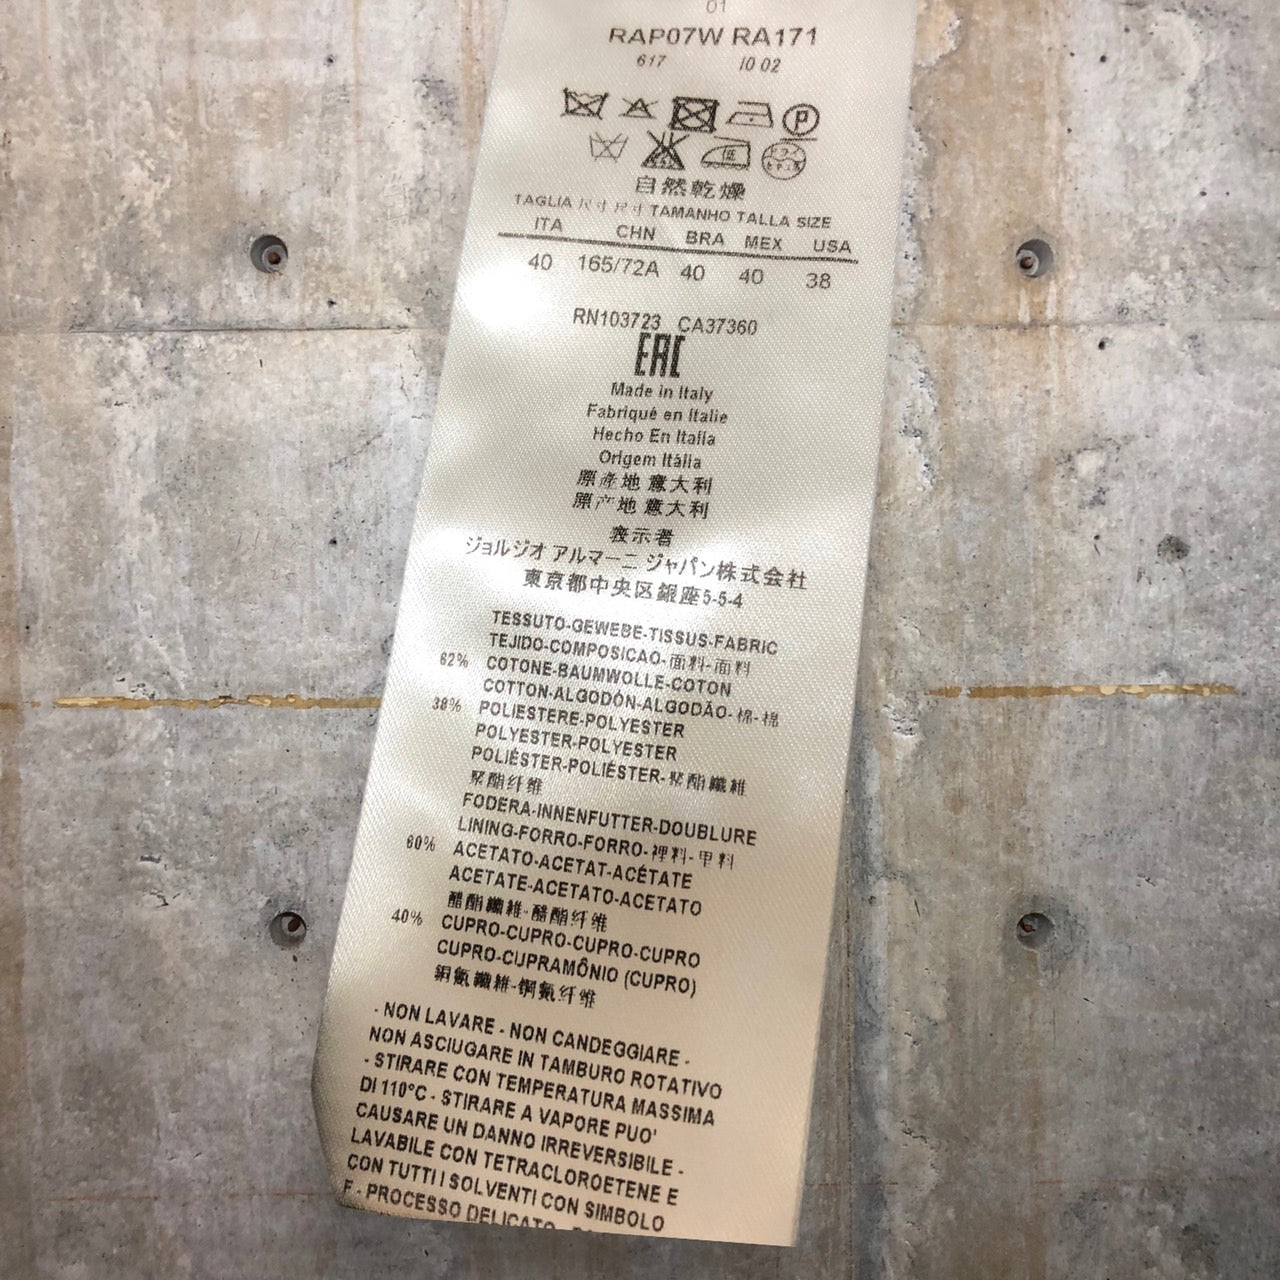 01
RAP07W RA171
617 I0 02
P
低
ドライ
セキユ系
自然乾燥
TAGLIA 尺寸 尺寸 TAMANHO TALLA SIZE
ITA CHN BRA MEX USA
40 165/72A 40 40 38
RN103723 CA37360
EAC
Made in Italy
Fabriqué en Italie
Hecho En Italia
Origem Itália
原產地 意大利
原产地 意大利
表示者
ジョルジオ アルマーニ ジャパン株式会社
東京都中央区銀座5-5-4
TESSUTO-GEWEBE-TISSUS-FABRIC
TEJIDO-COMPOSICAO-面料-面料
62% COTONE-BAUMWOLLE-COTON
COTTON-ALGODÓN-ALGODÃO-棉-棉
38% POLIESTERE-POLYESTER
POLYESTER-POLYESTER
POLIÉSTER-POLIÉSTER-聚酯纖維
聚酯纤维
FODERA-INNENFUTTER-DOUBLURE
LINING-FORRO-FORRO-裡料-里料
60% ACETATO-ACETAT-ACÉTATE
ACETATE-ACETATO-ACETATO
醋酯纖維-醋酯纤维
40% CUPRO-CUPRO-CUPRO-CUPRO
CUPRO-CUPRAMÔNIO (CUPRO)
銅氨纖維-铜氨纤维
- NON LAVARE - NON CANDEGGIARE -
NON ASCIUGARE IN TAMBURO ROTATIVO
- STIRARE CON TEMPERATURA MASSIMA
DI 110°C - STIRARE A VAPORE PUO'
CAUSARE UN DANNO IRREVERSIBILE -
LAVABILE CON TETRACLOROETENE E
CON TUTTI I SOLVENTI CON SIMBOLO
F - PROCESSO DELICATO -